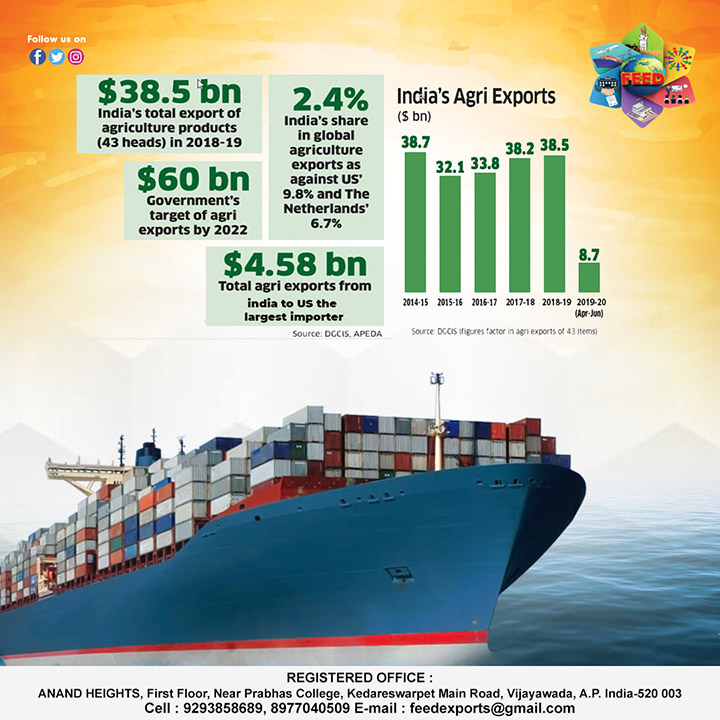 Follow us on
FEED
$38.5 bn
India's total export of
agriculture products
(43 heads) in 2018-19
$60 bn
Government's
target of agri
exports by 2022
2.4%
India's share
in global
agriculture
exports as
against US'
9.8% and The
Netherlands'
6.7%
$4.58 bn
Total agri exports from
india to US the
largest importer
Source: DGCIS, APEDA
India's Agri Exports
($ bn)
38.7
32.1
33.8
38.2
38.5
8.7
2014-15
2015-16
2016-17
2017-18
2018-19
2019-20
(Apr-Jun)
Source: DGCIS (figures factor in agri exports of 43 items)
REGISTERED OFFICE :
ANAND HEIGHTS, First Floor, Near Prabhas College, Kedareswarpet Main Road, Vijayawada, A.P. India-520 003
Cell : 9293858689, 8977040509 E-mail : feedexports@gmail.com